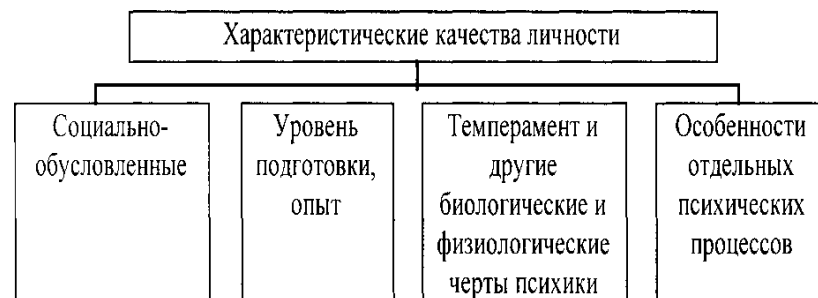 Характеристические качества личности
Социально-
обусловленные
Уровень
подготовки,
опыт
Темперамент и
другие
биологические и
физиологические
черты психики
Особенности
отдельных
психических
процессов